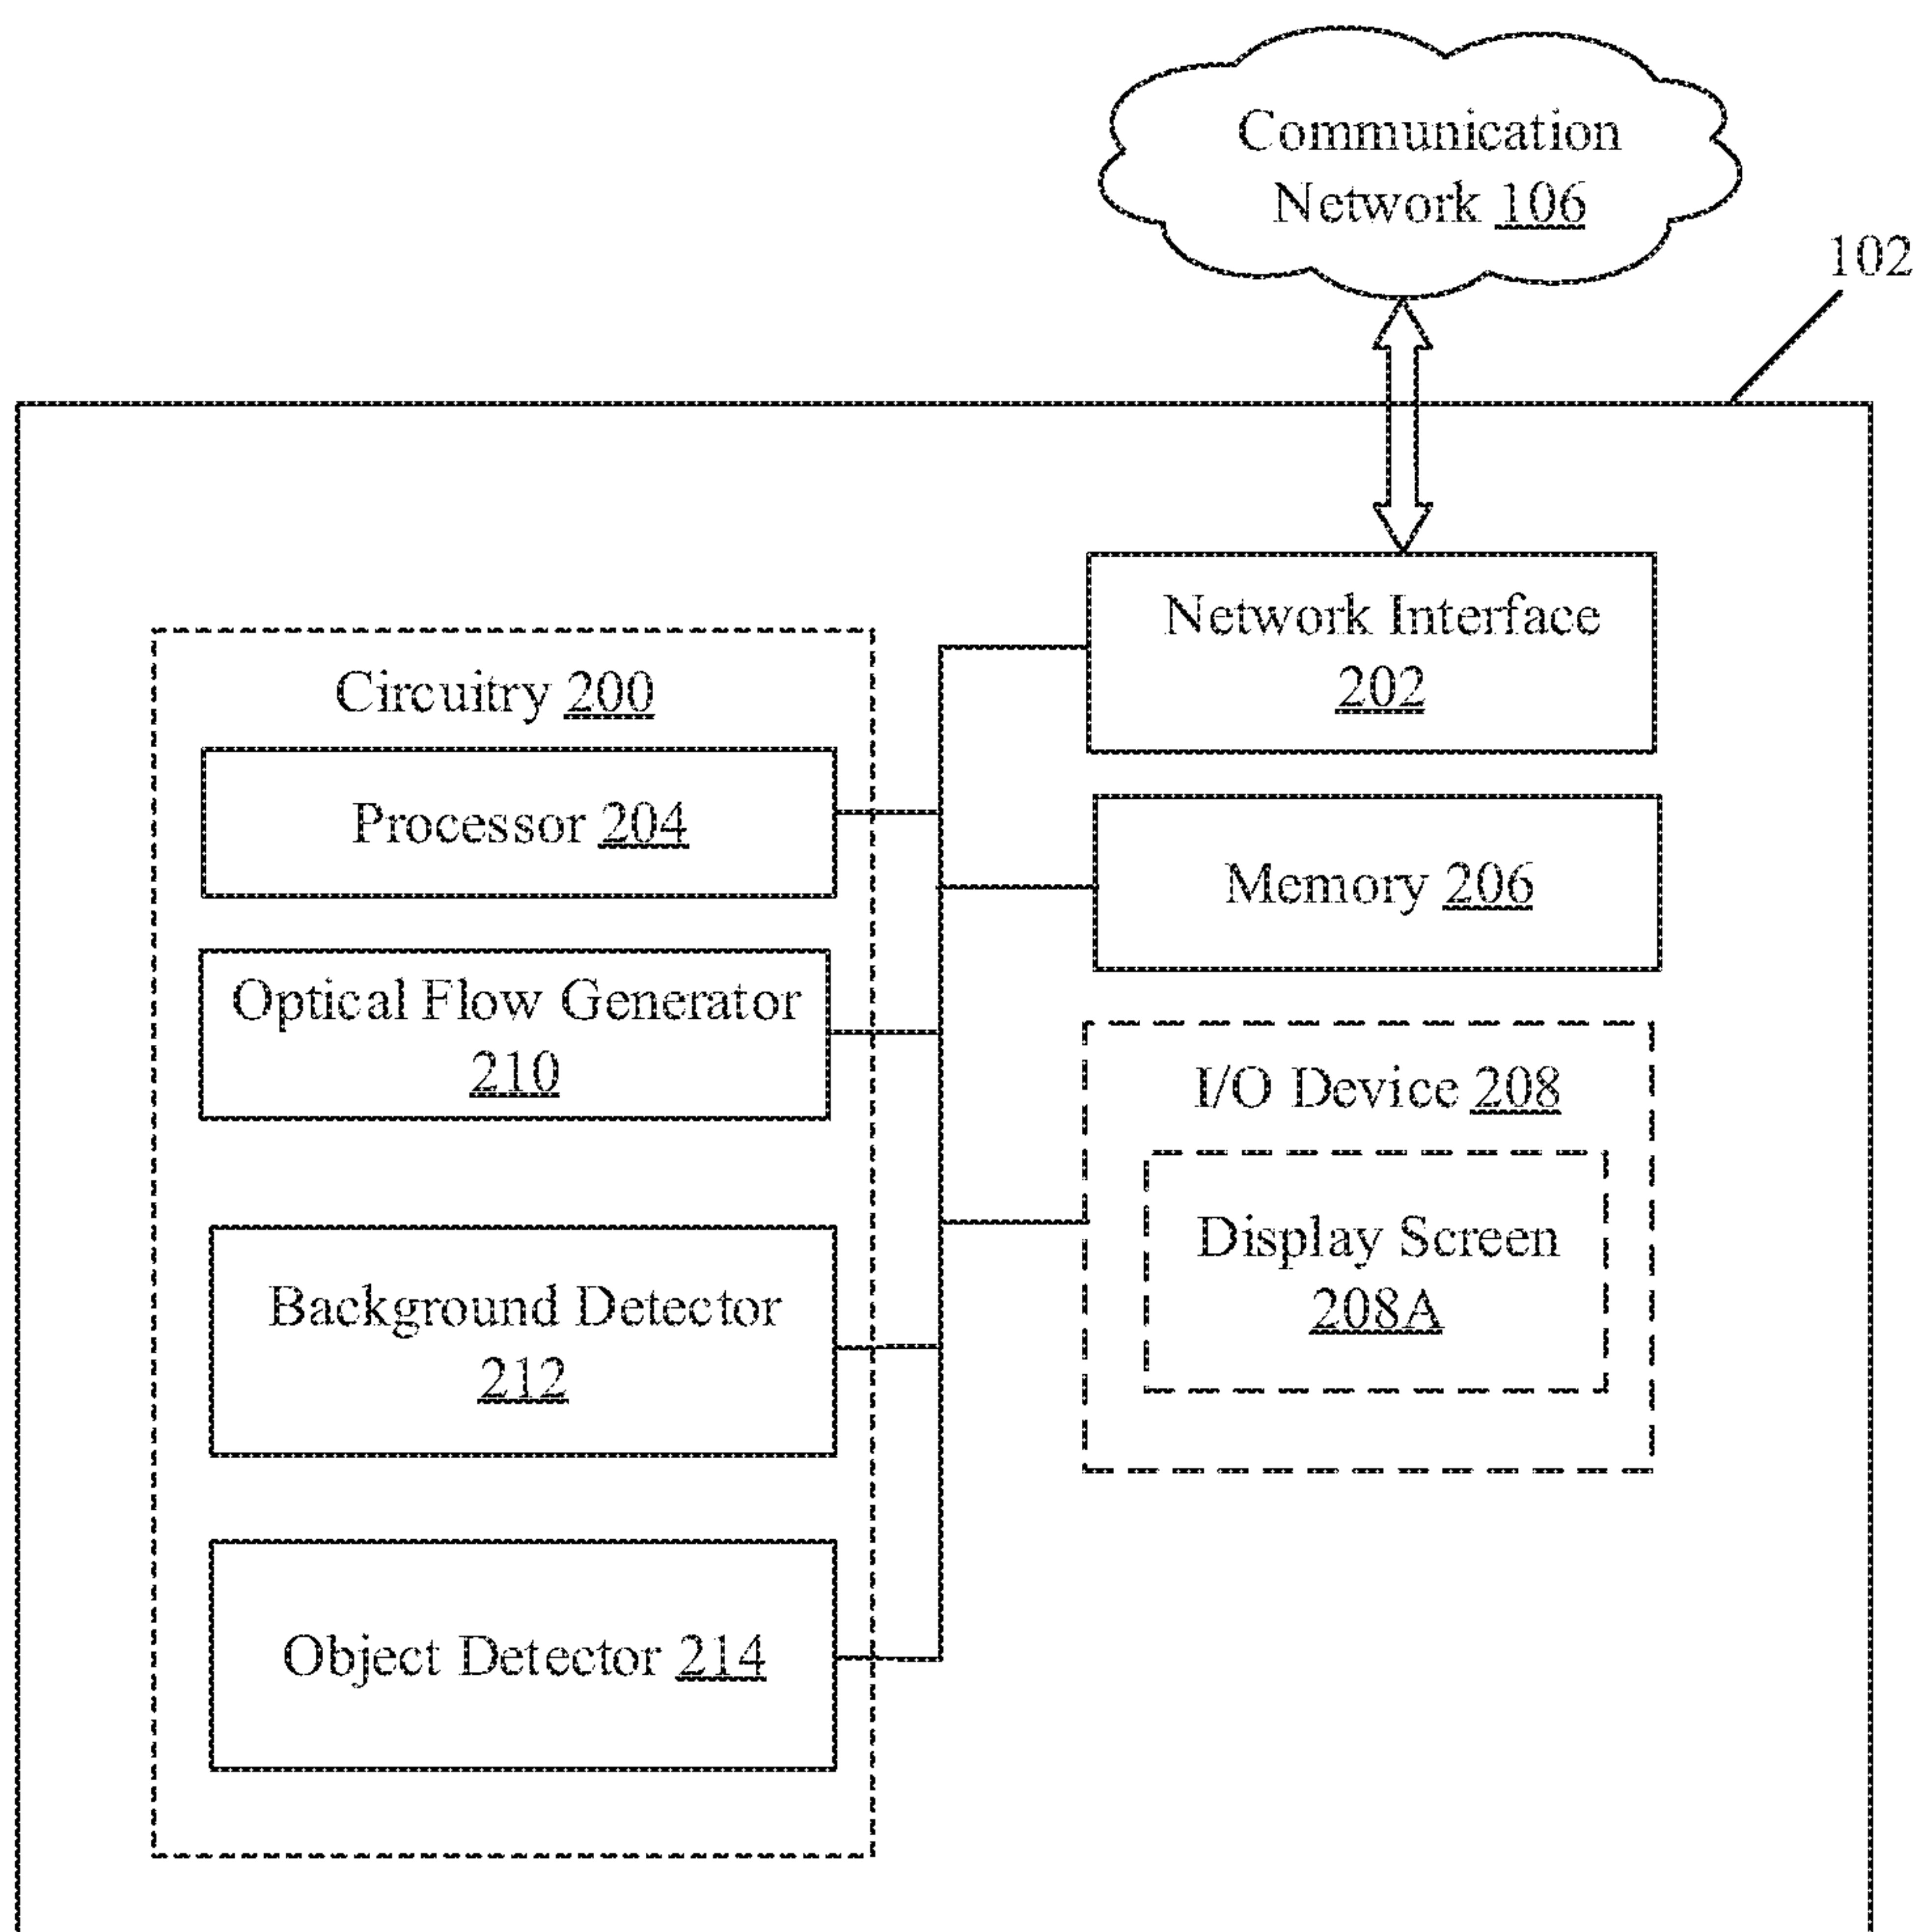 Communication
Network 106
102
Network Interface
202
Circuitry 200
Processor 204
Memory 206
Optical Flow Generator
210
I/O Device 208
Display Screen
208A
Background Detector
212
Object Detector 214